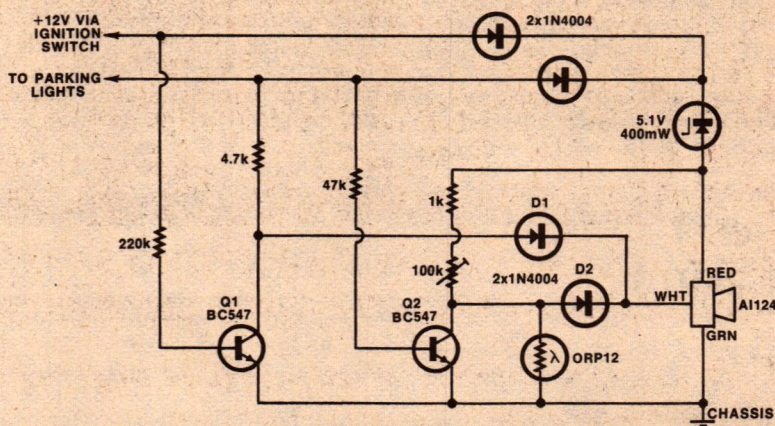 +12V VIA
IGNITION
SWITCH
2x1N4004
TO PARKING
LIGHTS
5.1V
400mW
4.7k
47k
1k
D1
220k
100k
2x1N4004
D2
RED
WHT
AI124
GRN
Q1
BC547
Q2
BC547
λ
ORP12
CHASSIS